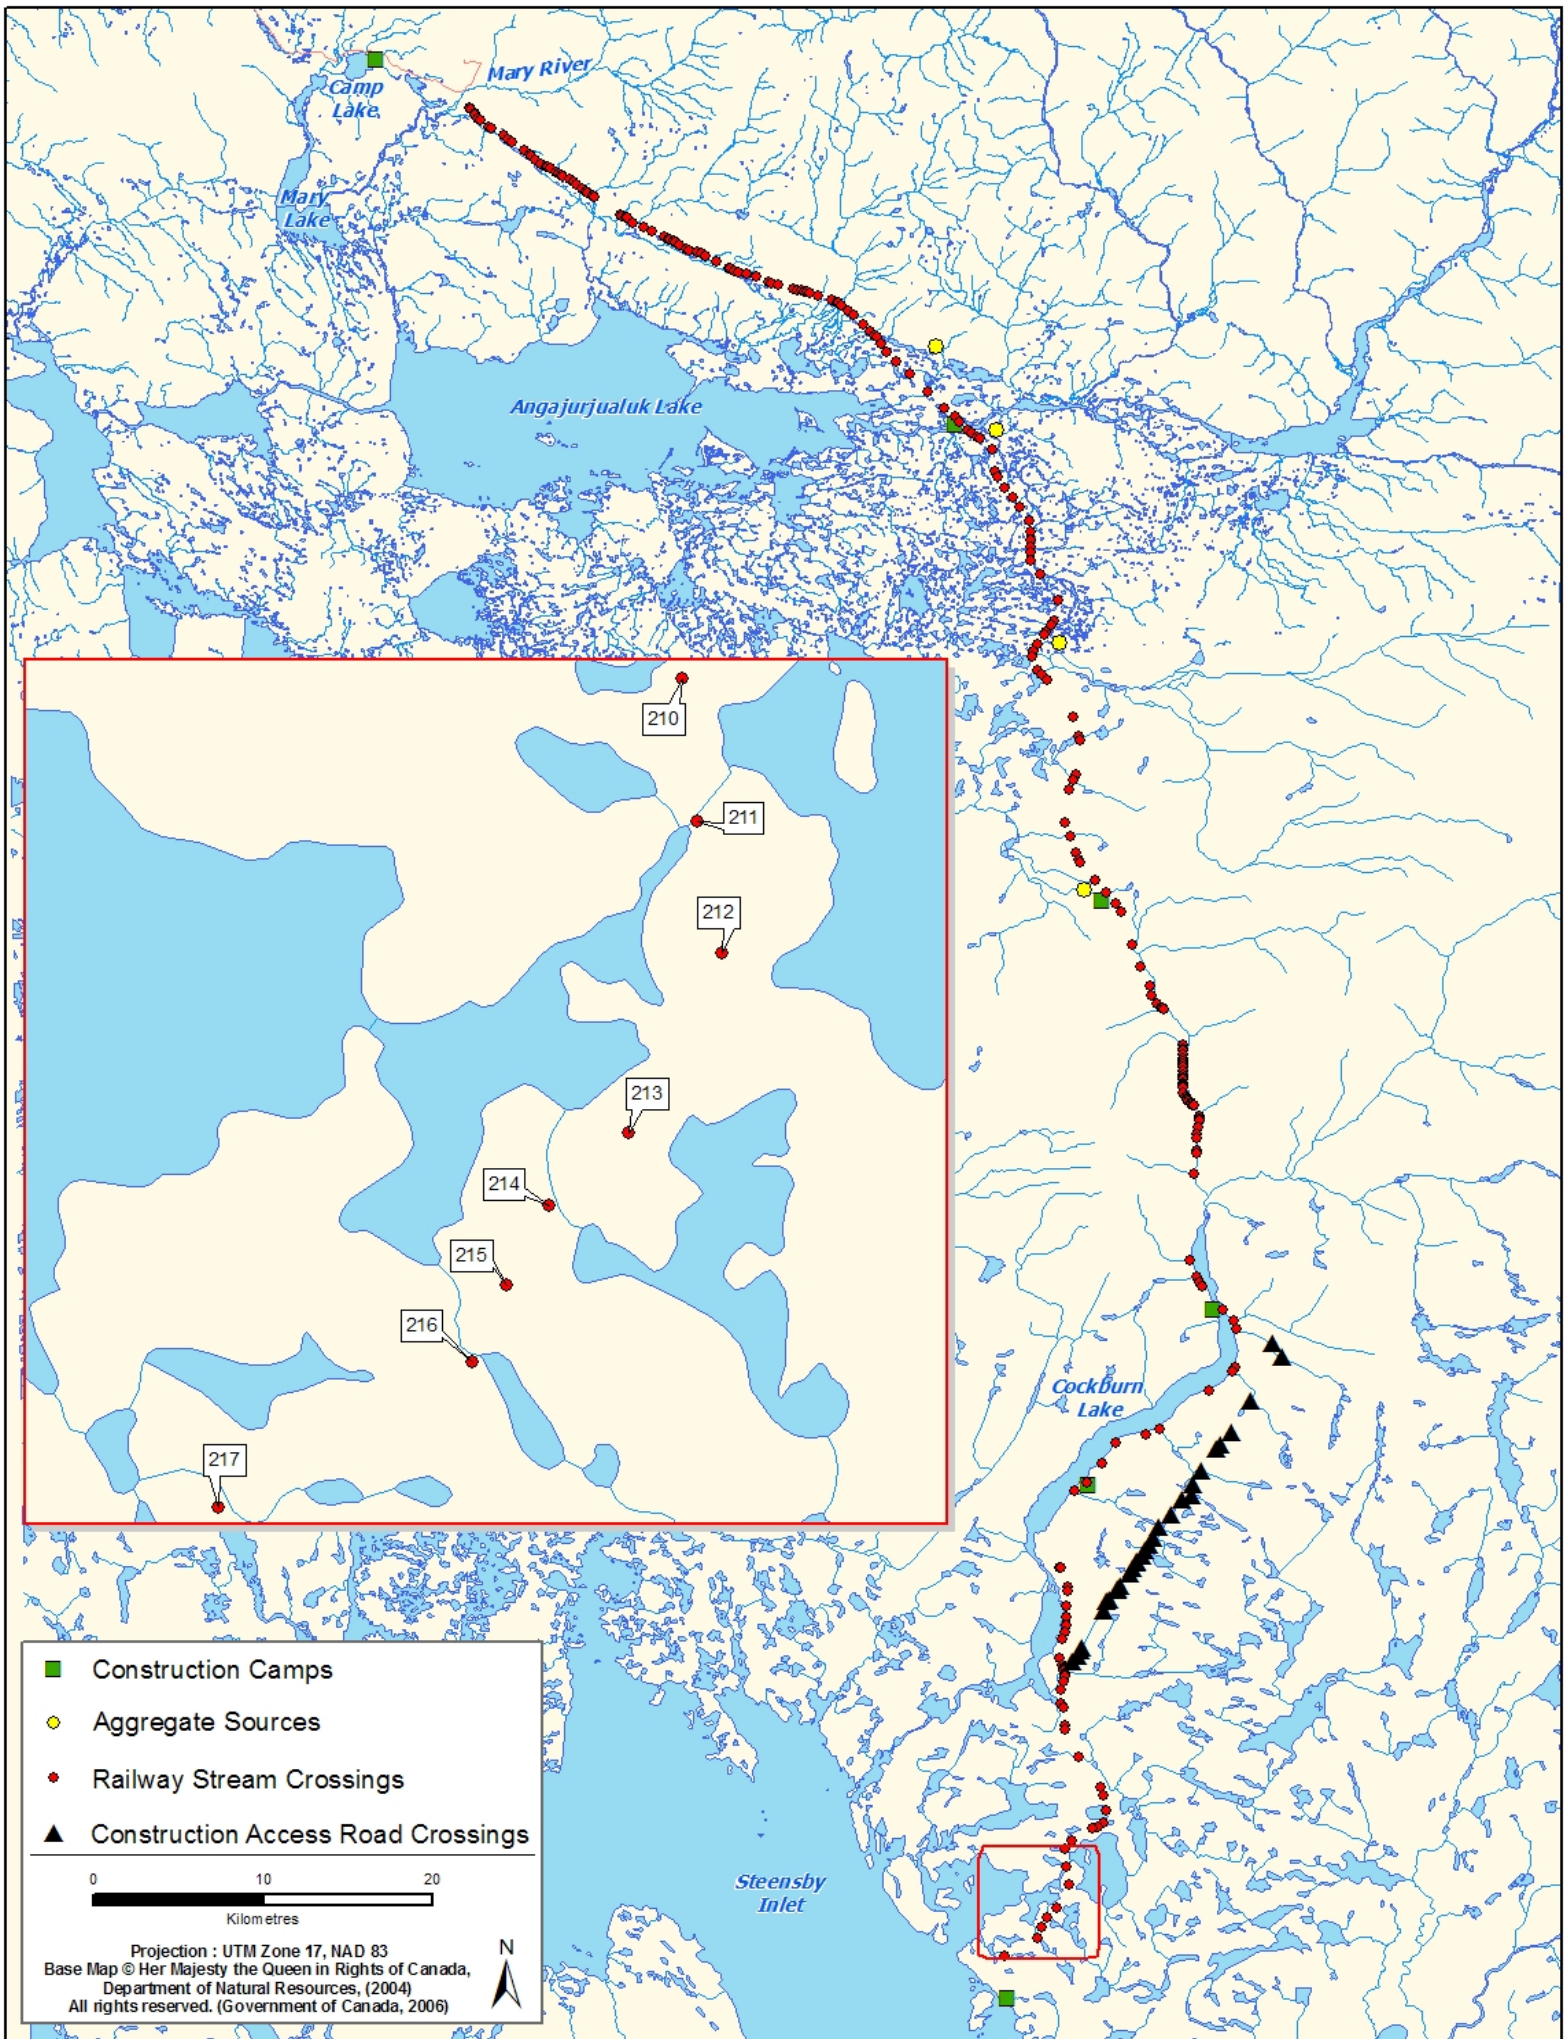 Mary River
Camp
Lake
Mary
Lake
Angajurjualuk Lake
210
211
212
213
214
215
216
217
Cockburn
Lake
Steensby
Inlet
Construction Camps
Aggregate Sources
Railway Stream Crossings
Construction Access Road Crossings
0 10 20
Kilometres
N
Projection : UTM Zone 17, NAD 83
Base Map © Her Majesty the Queen in Rights of Canada,
Department of Natural Resources, (2004)
All rights reserved. (Government of Canada, 2006)